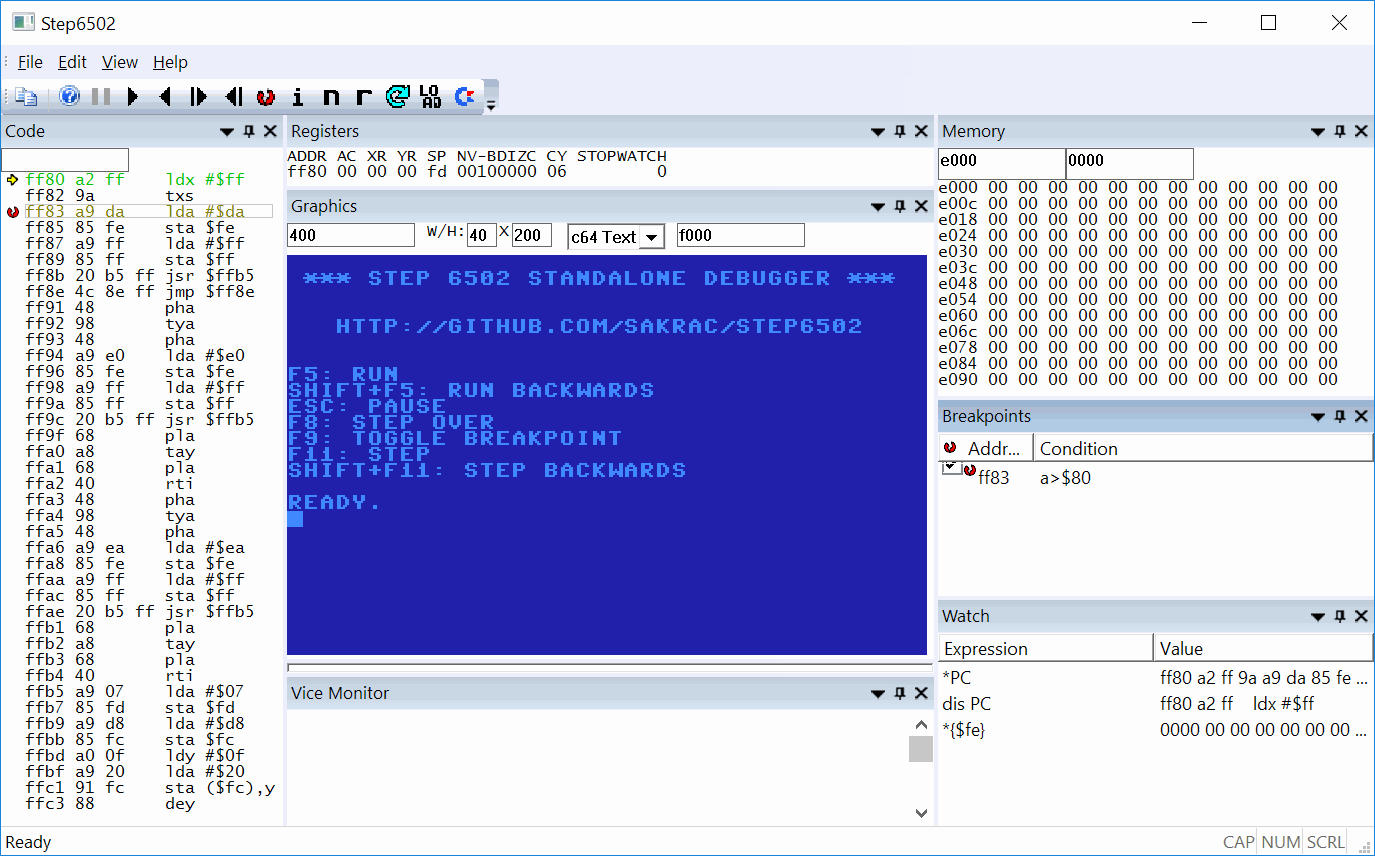 Step6502
File Edit View Help
i n r LO AD C
Code
ff80 a2 ff ldx #$ff
ff82 9a txs
ff83 a9 da lda #$da
ff85 85 fe sta $fe
ff87 a9 ff lda #$ff
ff89 85 ff sta $ff
ff8b 20 b5 ff jsr $ffb5
ff8e 4c 8e ff jmp $ff8e
ff91 48 pha
ff92 98 tya
ff93 48 pha
ff94 a9 e0 lda #$e0
ff96 85 fe sta $fe
ff98 a9 ff lda #$ff
ff9a 85 ff sta $ff
ff9c 20 b5 ff jsr $ffb5
ff9f 68 pla
ffa0 a8 tay
ffa1 68 pla
ffa2 40 rti
ffa3 48 pha
ffa4 98 tya
ffa5 48 pha
ffa6 a9 ea lda #$ea
ffa8 85 fe sta $fe
ffaa a9 ff lda #$ff
ffac 85 ff sta $ff
ffae 20 b5 ff jsr $ffb5
ffb1 68 pla
ffb2 a8 tay
ffb3 68 pla
ffb4 40 rti
ffb5 a9 07 lda #$07
ffb7 85 fd sta $fd
ffb9 a9 d8 lda #$d8
ffbb 85 fc sta $fc
ffbd a0 0f ldy #$0f
ffbf a9 20 lda #$20
ffc1 91 fc sta ($fc),y
ffc3 88 dey
Registers
ADDR AC XR YR SP NV-BDIZC CY STOPWATCH
ff80 00 00 00 fd 00100000 06 0
Graphics
400 W/H: 40 X 200 c64 Text f000
*** STEP 6502 STANDALONE DEBUGGER ***
HTTP://GITHUB.COM/SAKRAC/STEP6502
F5: RUN
SHIFT+F5: RUN BACKWARDS
ESC: PAUSE
F8: STEP OVER
F9: TOGGLE BREAKPOINT
F11: STEP
SHIFT+F11: STEP BACKWARDS
READY.
Vice Monitor
Memory
e000 0000
e000 00 00 00 00 00 00 00 00 00 00 00 00
e00c 00 00 00 00 00 00 00 00 00 00 00 00
e018 00 00 00 00 00 00 00 00 00 00 00 00
e024 00 00 00 00 00 00 00 00 00 00 00 00
e030 00 00 00 00 00 00 00 00 00 00 00 00
e03c 00 00 00 00 00 00 00 00 00 00 00 00
e048 00 00 00 00 00 00 00 00 00 00 00 00
e054 00 00 00 00 00 00 00 00 00 00 00 00
e060 00 00 00 00 00 00 00 00 00 00 00 00
e06c 00 00 00 00 00 00 00 00 00 00 00 00
e078 00 00 00 00 00 00 00 00 00 00 00 00
e084 00 00 00 00 00 00 00 00 00 00 00 00
e090 00 00 00 00 00 00 00 00 00 00 00 00
Breakpoints
Addr... Condition
ff83 a>$80
Watch
Expression Value
*PC ff80 a2 ff 9a a9 da 85 fe ...
dis PC ff80 a2 ff ldx #$ff
*{$fe} 0000 00 00 00 00 00 00 ...
Ready
CAP NUM SCRL